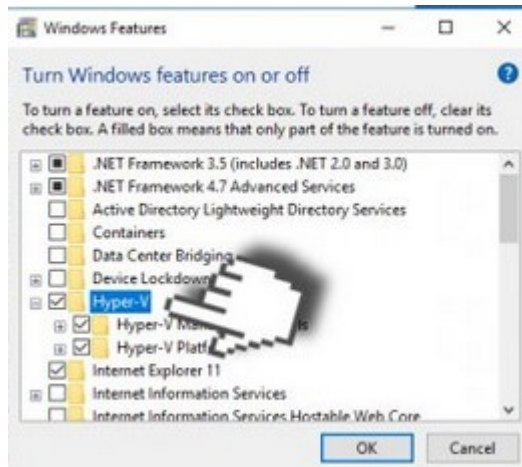 Windows Features
Turn Windows features on or off
To turn a feature on, select its check box. To turn a feature off, clear its
check box. A filled box means that only part of the feature is turned on.
.NET Framework 3.5 (includes .NET 2.0 and 3.0)
.NET Framework 4.7 Advanced Services
Active Directory Lightweight Directory Services
Containers
Data Center Bridging
Device Lockdown
Hyper-V
Hyper-V
Hyper-V
Internet Explorer 11
Internet Information Services
Internet Information Services Hostable Web Core
OK
Cancel